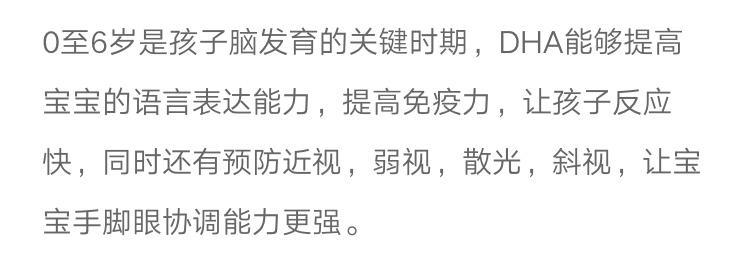 0至6岁是孩子脑发育的关键时期，DHA能够提高
宝宝的语言表达能力，提高免疫力，让孩子反应
快，同时还有预防近视，弱视，散光，斜视，让宝
宝手脚眼协调能力更强。